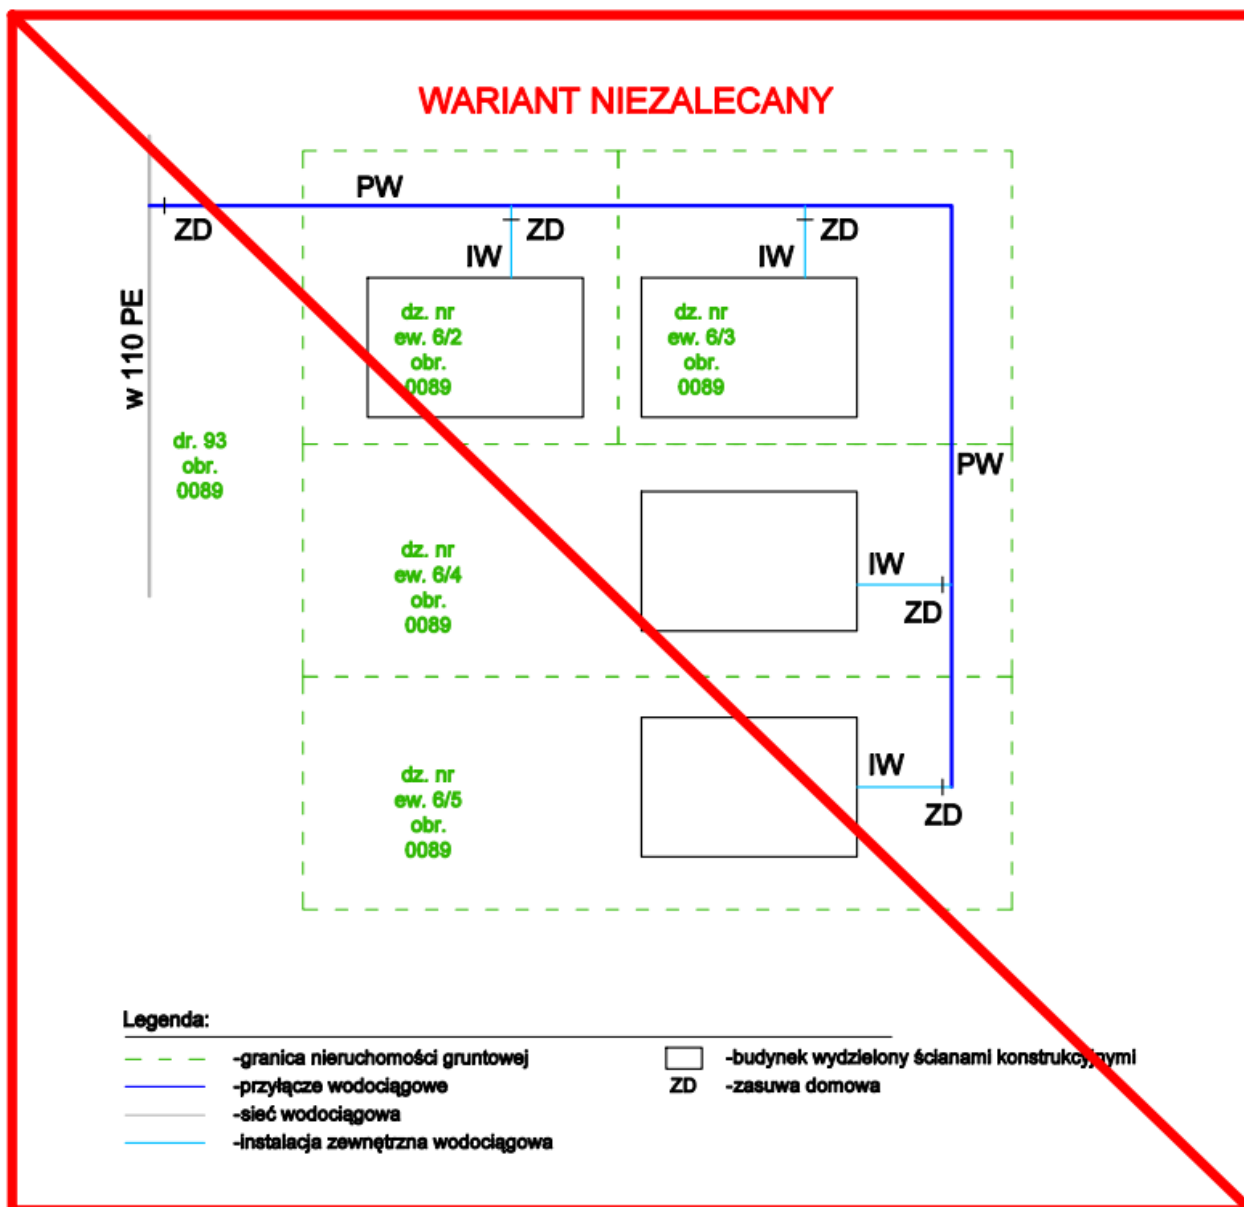 WARIANT NIEZALECANY
PW
ZD
ZD
ZD
IW
IW
w 110 PE
dz. nr
ew. 6/2
obr.
0089
dz. nr
ew. 6/3
obr.
0089
dr. 93
obr.
0089
PW
dz. nr
ew. 6/4
obr.
0089
IW
ZD
dz. nr
ew. 6/5
obr.
0089
IW
ZD
Legenda:
-granica nieruchomości gruntowej
-przyłącze wodociągowe
-sieć wodociągowa
-instalacja zewnętrzna wodociągowa
-budynek wydzielony ścianami konstrukcyjnymi
ZD -zasuwa domowa